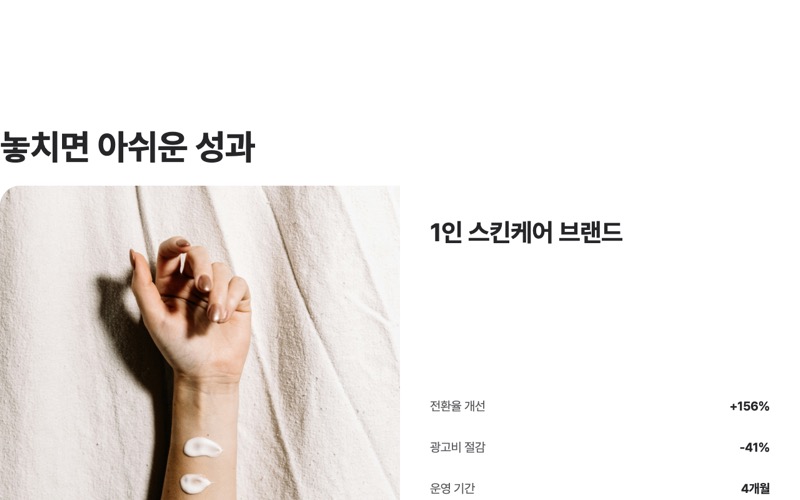 놓치면 아쉬운 성과
1인 스킨케어 브랜드
전환율 개선 +156%
광고비 절감 -41%
운영 기간 4개월